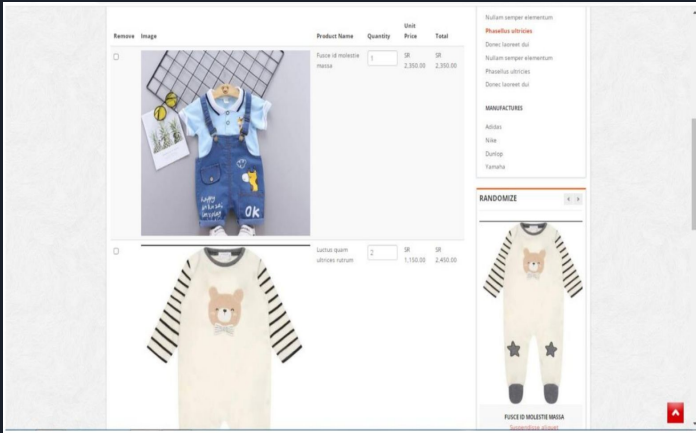 Remove Image Product Name Quantity Unit Price Total
Fusce id molestie massa
1
SR 2,350.00
SR 2,350.00
OK
Luctus quam ultrices rutrum
2
SR 1,150.00
SR 2,450.00
Nullam semper elementum
Phasellus ultricies
Donec laoreet dui
Nullam semper elementum
Phasellus ultricies
Donec laoreet dui
MANUFACTURES
Adidas
Nike
Dunlop
Yamaha
RANDOMIZE
FUSCE ID MOLESTIE MASSA
Suspendisse aliquet